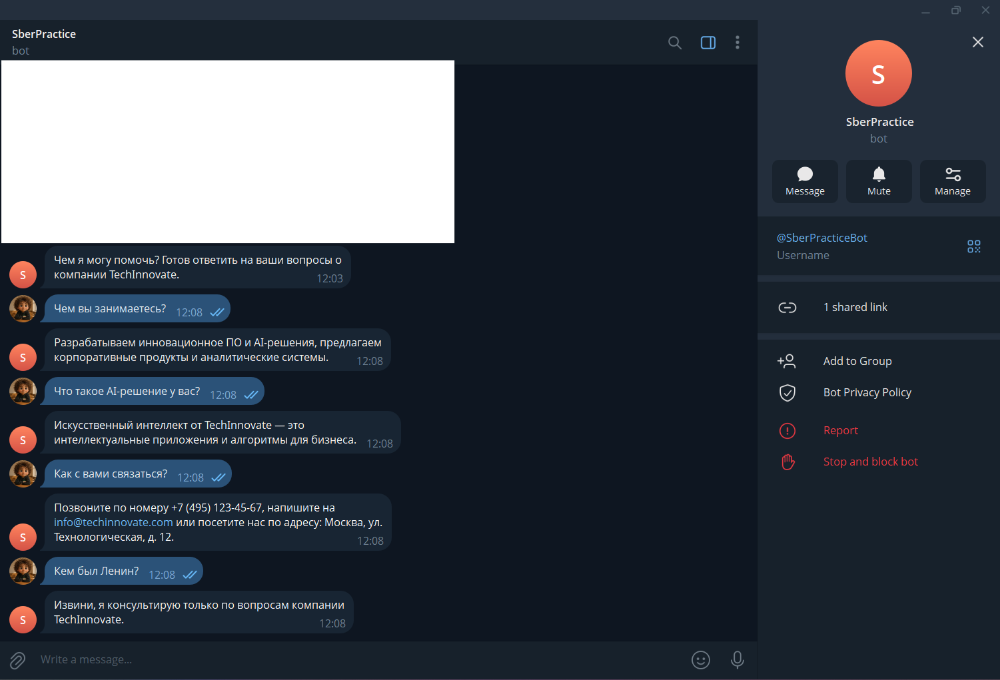 SberPractice
bot
Чем я могу помочь? Готов ответить на ваши вопросы о
компании TechInnovate.
12:03
Чем вы занимаетесь?
12:08
Разрабатываем инновационное ПО и AI-решения, предлагаем
корпоративные продукты и аналитические системы.
12:08
Что такое AI-решение у вас?
12:08
Искусственный интеллект от TechInnovate — это
интеллектуальные приложения и алгоритмы для бизнеса.
12:08
Как с вами связаться?
12:08
Позвоните по номеру +7 (495) 123-45-67, напишите на
info@techinnovate.com или посетите нас по адресу: Москва, ул.
Технологическая, д. 12.
12:08
Кем был Ленин?
12:08
Извини, я консультирую только по вопросам компании
TechInnovate.
12:08
Write a message...
S
S
S
S
S
S
SberPractice
bot
Message
Mute
Manage
@SberPracticeBot
Username
1 shared link
Add to Group
Bot Privacy Policy
Report
Stop and block bot